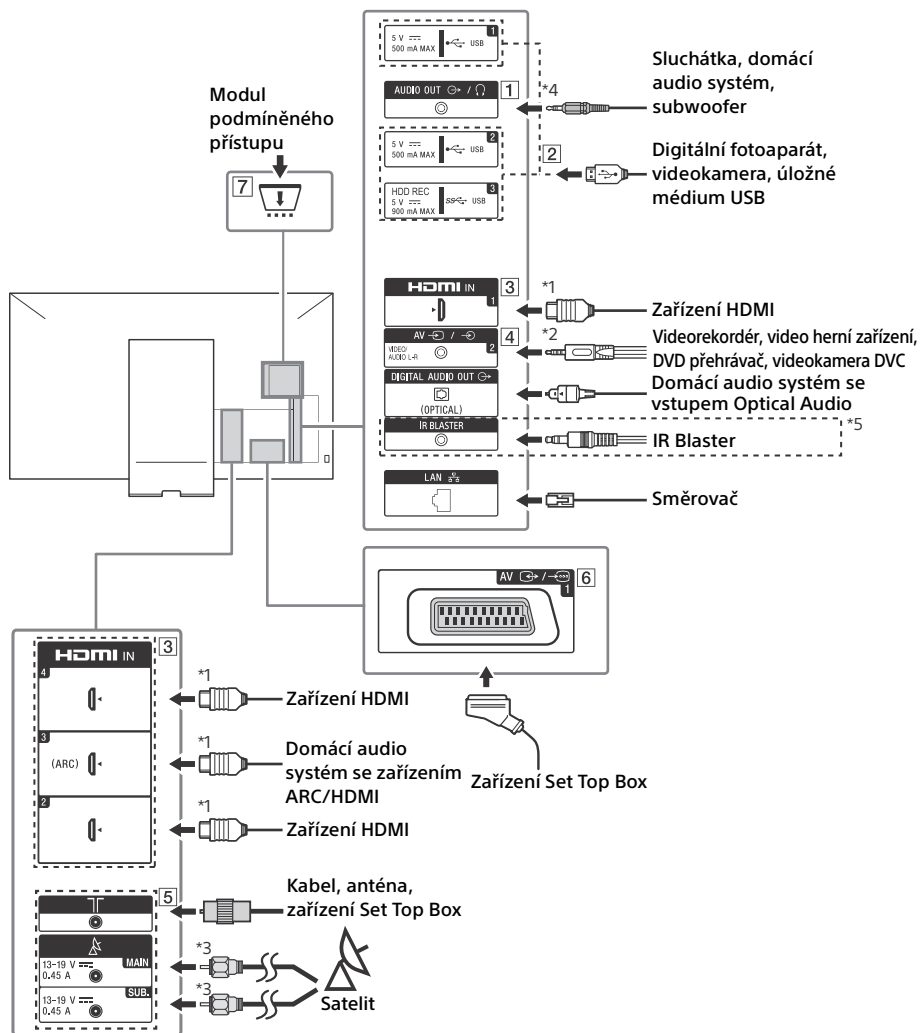 1
5 V
500 mA MAX
USB
AUDIO OUT
/
1
*4
Sluchátka, domácí
audio systém,
subwoofer
Modul
podmíněného
přístupu
7
2
5 V
500 mA MAX
USB
2
3
HDD REC
5 V
900 mA MAX
SS
USB
Digitální fotoaparát,
videokamera, úložné
médium USB
HDMI IN
3
1
*1
Zařízení HDMI
AV / 
4
2
VIDEO/
AUDIO L-R
*2
Videorekordér, video herní zařízení,
DVD přehrávač, videokamera DVC
DIGITAL AUDIO OUT
(OPTICAL)
Domácí audio systém se
vstupem Optical Audio
IR BLASTER
IR Blaster
*5
LAN
Směrovač
AV /
1
6
Zařízení Set Top Box
HDMI IN
3
4
*1
Zařízení HDMI
3
(ARC)
*1
Domácí audio
systém se zařízením
ARC/HDMI
2
*1
Zařízení HDMI
5
Kabel, anténa,
zařízení Set Top Box
13-19 V
0.45 A
MAIN
*3
13-19 V
0.45 A
SUB.
*3
Satelit